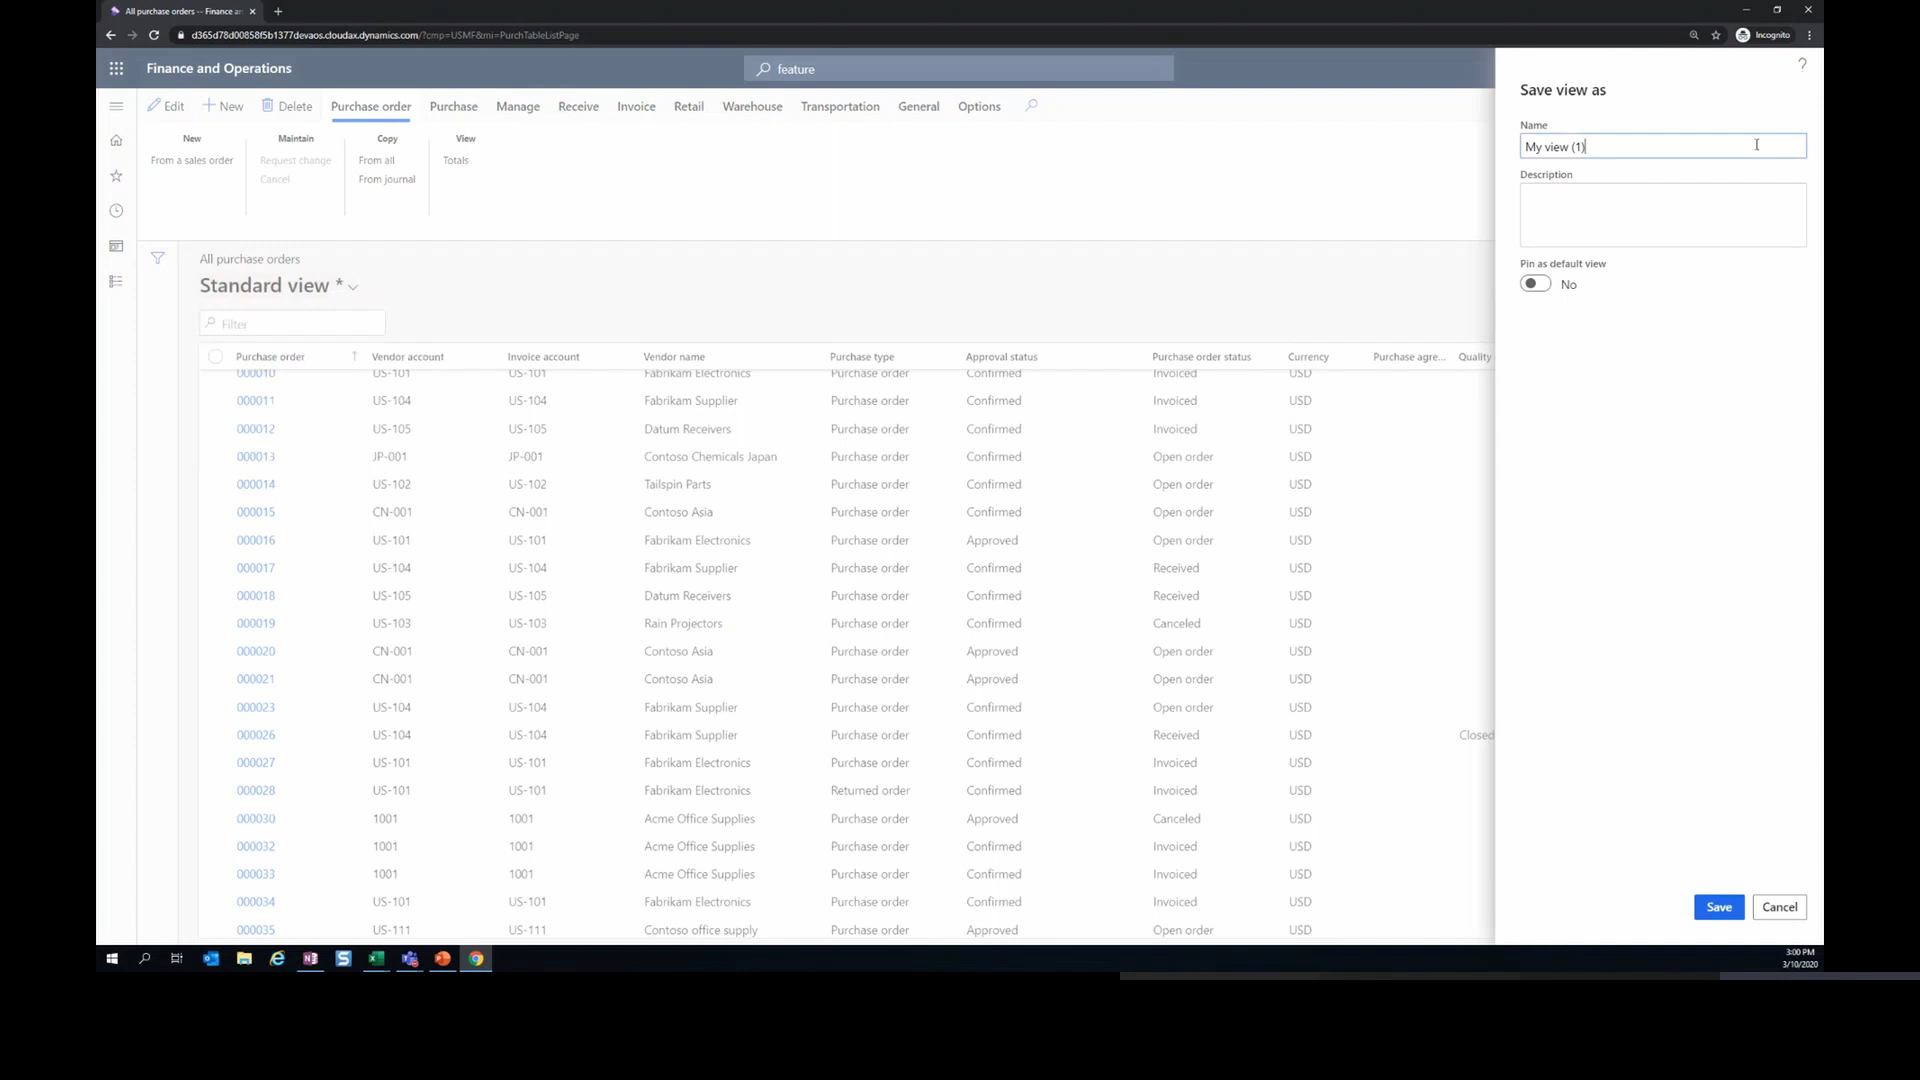 All purchase orders -- Finance an
d365d78d00858f5b1377devaos.cloudax.dynamics.com/?cmp=USMF&mi=PurchTableListPage
Incognito
Finance and Operations
feature
?
Edit New Delete Purchase order Purchase Manage Receive Invoice Retail Warehouse Transportation General Options
New Maintain Copy View
From a sales order Request change From all Totals
Cancel From journal
Save view as
Name
My view (1)
Description
Pin as default view
No
All purchase orders
Standard view *
Filter
Purchase order Vendor account Invoice account Vendor name Purchase type Approval status Purchase order status Currency Purchase agre... Quality
000010 US-101 US-101 Fabrikam Electronics Purchase order Confirmed Invoiced USD
000011 US-104 US-104 Fabrikam Supplier Purchase order Confirmed Invoiced USD
000012 US-105 US-105 Datum Receivers Purchase order Confirmed Invoiced USD
000013 JP-001 JP-001 Contoso Chemicals Japan Purchase order Confirmed Open order USD
000014 US-102 US-102 Tailspin Parts Purchase order Confirmed Open order USD
000015 CN-001 CN-001 Contoso Asia Purchase order Confirmed Open order USD
000016 US-101 US-101 Fabrikam Electronics Purchase order Approved Open order USD
000017 US-104 US-104 Fabrikam Supplier Purchase order Confirmed Received USD
000018 US-105 US-105 Datum Receivers Purchase order Confirmed Received USD
000019 US-103 US-103 Rain Projectors Purchase order Confirmed Canceled USD
000020 CN-001 CN-001 Contoso Asia Purchase order Approved Open order USD
000021 CN-001 CN-001 Contoso Asia Purchase order Approved Open order USD
000023 US-104 US-104 Fabrikam Supplier Purchase order Confirmed Open order USD
000026 US-104 US-104 Fabrikam Supplier Purchase order Confirmed Received USD Closed
000027 US-101 US-101 Fabrikam Electronics Purchase order Confirmed Invoiced USD
000028 US-101 US-101 Fabrikam Electronics Returned order Confirmed Invoiced USD
000030 1001 1001 Acme Office Supplies Purchase order Approved Canceled USD
000032 1001 1001 Acme Office Supplies Purchase order Confirmed Invoiced USD
000033 1001 1001 Acme Office Supplies Purchase order Confirmed Invoiced USD
000034 US-101 US-101 Fabrikam Electronics Purchase order Confirmed Invoiced USD
000035 US-111 US-111 Contoso office supply Purchase order Approved Open order USD
Save Cancel
3:00 PM
3/10/2020